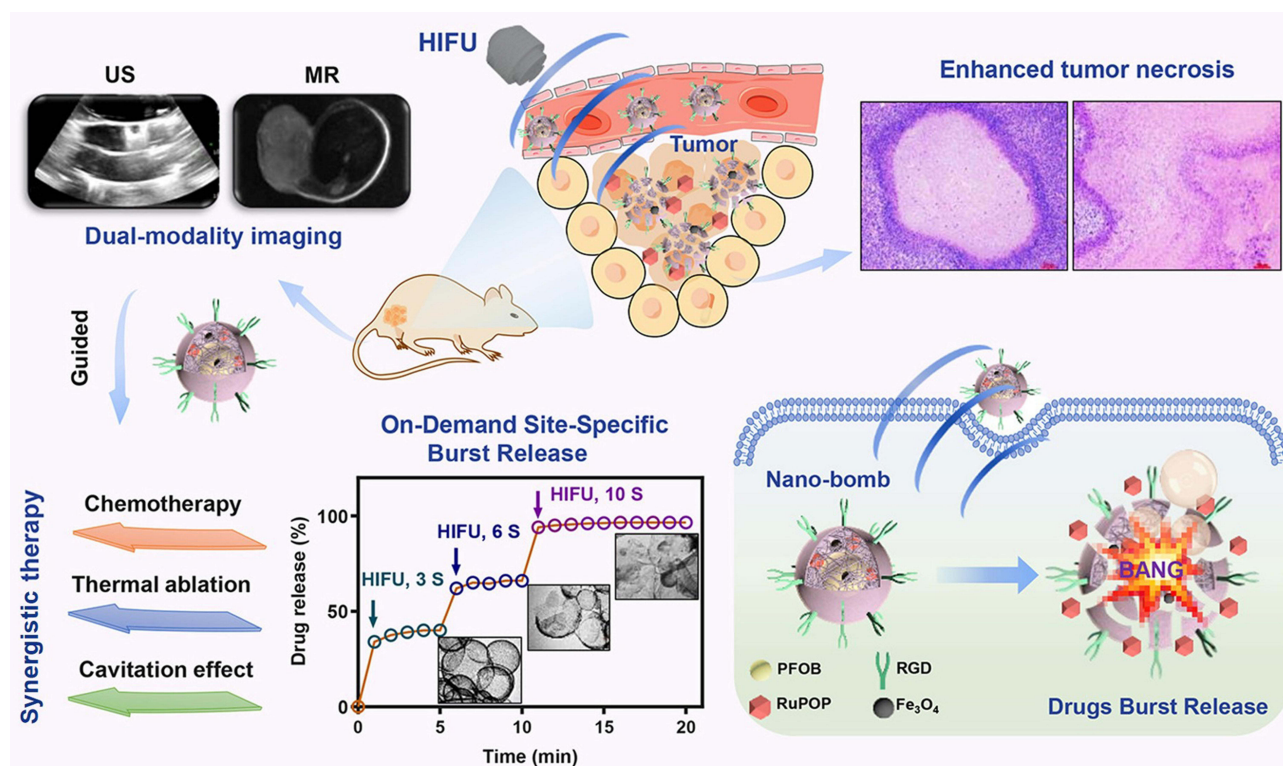 HIFU
US
MR
Dual-modality imaging
Tumor
Enhanced tumor necrosis
Guided
Synergistic therapy
Chemotherapy
Thermal ablation
Cavitation effect
On-Demand Site-Specific
Burst Release
Drug release (%)
100
50
0
HIFU, 3 S
HIFU, 6 S
HIFU, 10 S
0
5
10
15
20
Time (min)
Nano-bomb
BANG
PFOB
RGD
RuPOP
Fe₃O₄
Drugs Burst Release